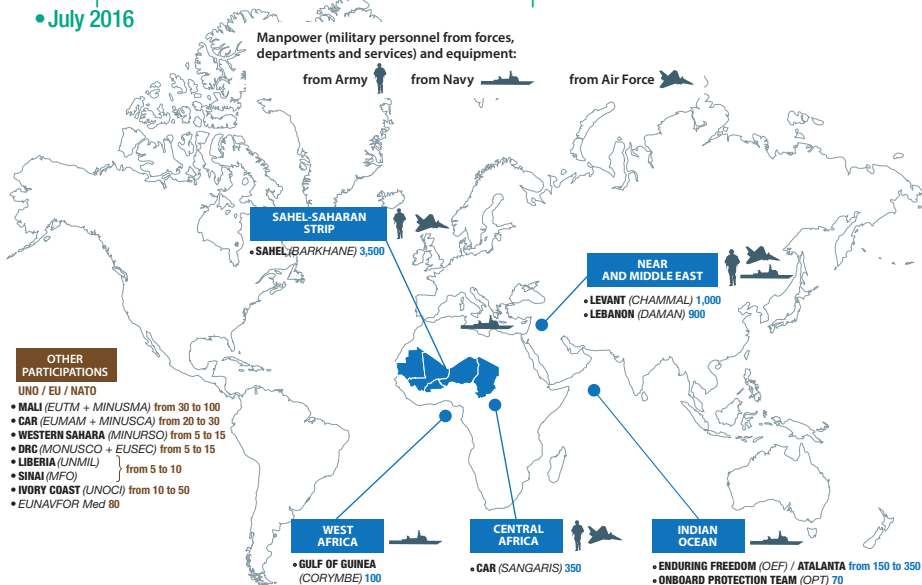 • July 2016
Manpower (military personnel from forces,
departments and services) and equipment:
from Army from Navy from Air Force
SAHEL-SAHARAN
STRIP
• SAHEL (BARKHANE) 3,500
NEAR
AND MIDDLE EAST
• LEVANT (CHAMMAL) 1,000
• LEBANON (DAMAN) 900
OTHER
PARTICIPATIONS
UNO / EU / NATO
• MALI (EUTM + MINUSMA) from 30 to 100
• CAR (EUMAM + MINUSCA) from 20 to 30
• WESTERN SAHARA (MINURSO) from 5 to 15
• DRC (MONUSCO + EUSEC) from 5 to 15
• LIBERIA (UNMIL)
• SINAI (MFO)
from 5 to 10
• IVORY COAST (UNOCI) from 10 to 50
• EUNAVFOR Med 80
WEST
AFRICA
• GULF OF GUINEA
(CORYMBE) 100
CENTRAL
AFRICA
• CAR (SANGARIS) 350
INDIAN
OCEAN
• ENDURING FREEDOM (OEF) / ATALANTA from 150 to 350
• ONBOARD PROTECTION TEAM (OPT) 70